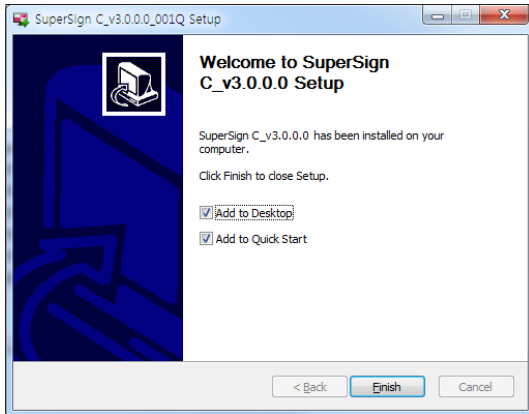 SuperSign C_v3.0.0.0_001Q Setup
Welcome to SuperSign
C_v3.0.0.0 Setup
SuperSign C_v3.0.0.0 has been installed on your
computer.
Click Finish to close Setup.
Add to Desktop
Add to Quick Start
< Back
Finish
Cancel